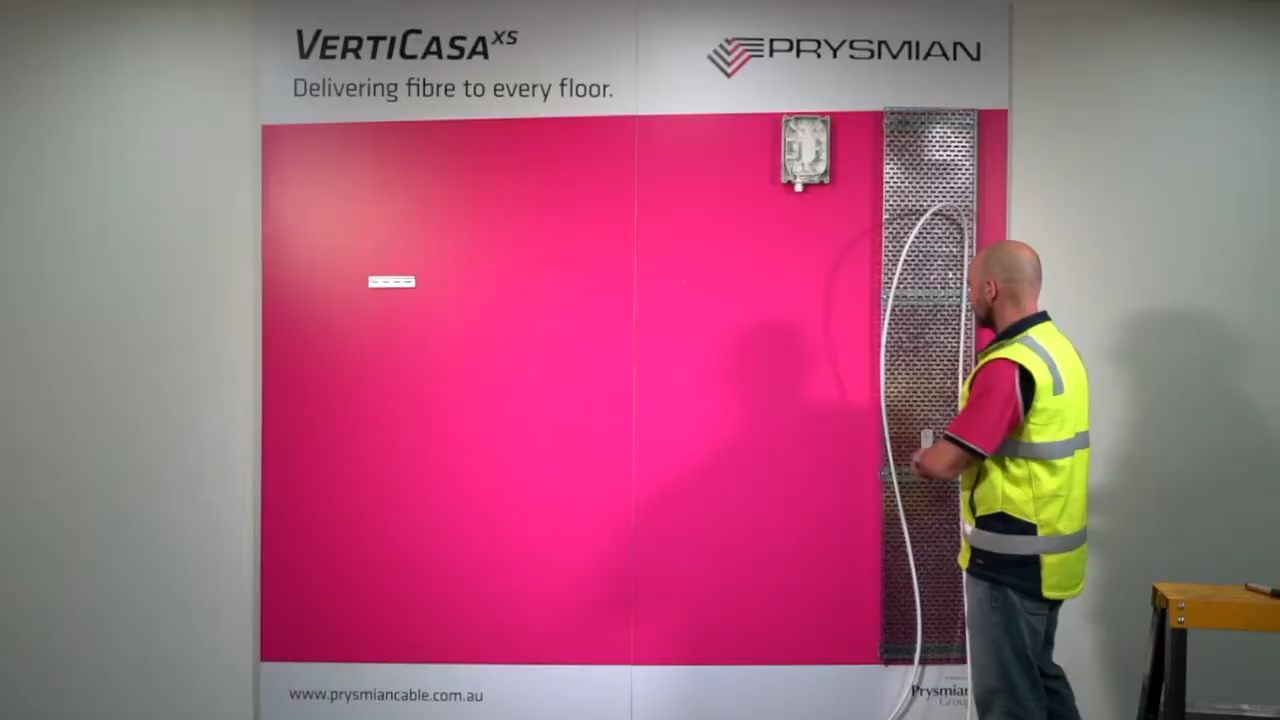 VERTICASA XS
Delivering fibre to every floor.
PRYSMIAN
www.prysmiancable.com.au
Prysmian